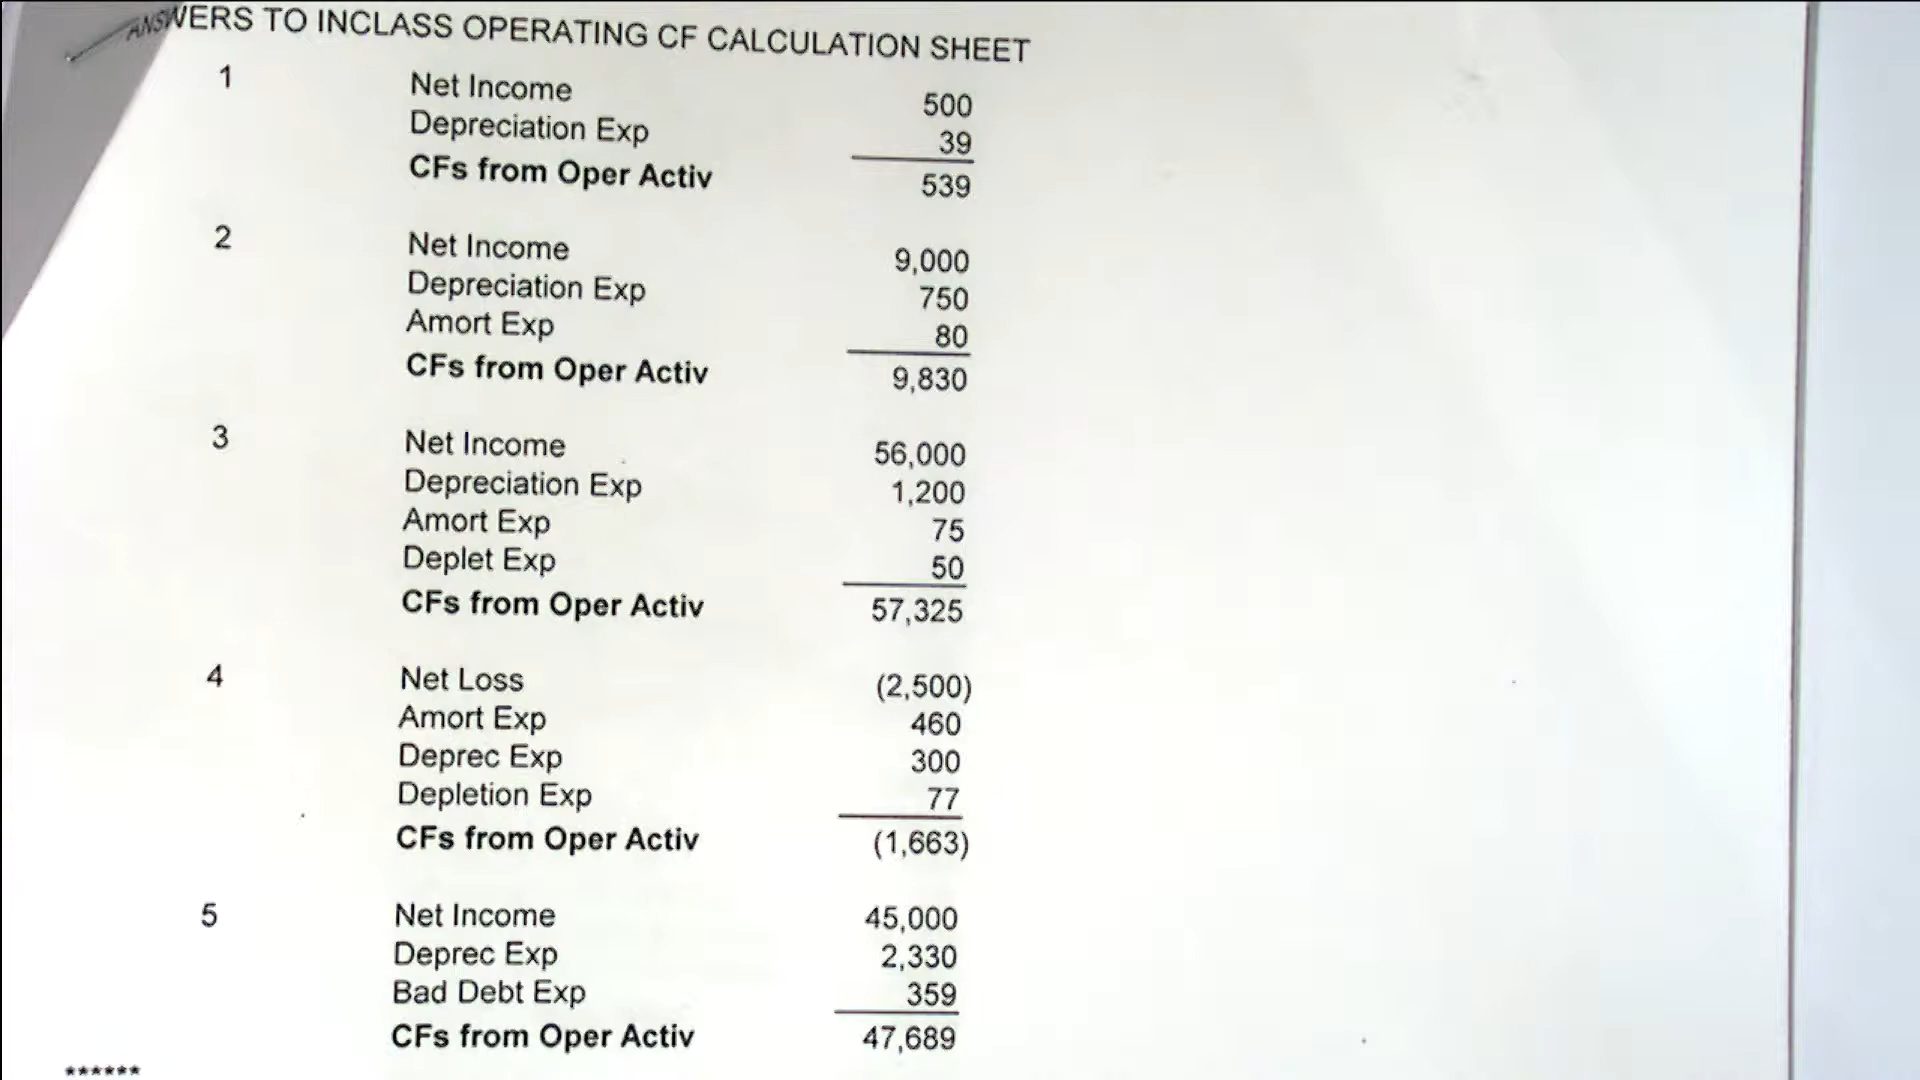 ANSWERS TO INCLASS OPERATING CF CALCULATION SHEET
1 Net Income 500
Depreciation Exp 39
CFs from Oper Activ 539
2 Net Income 9,000
Depreciation Exp 750
Amort Exp 80
CFs from Oper Activ 9,830
3 Net Income 56,000
Depreciation Exp 1,200
Amort Exp 75
Deplet Exp 50
CFs from Oper Activ 57,325
4 Net Loss (2,500)
Amort Exp 460
Deprec Exp 300
Depletion Exp 77
CFs from Oper Activ (1,663)
5 Net Income 45,000
Deprec Exp 2,330
Bad Debt Exp 359
CFs from Oper Activ 47,689
******